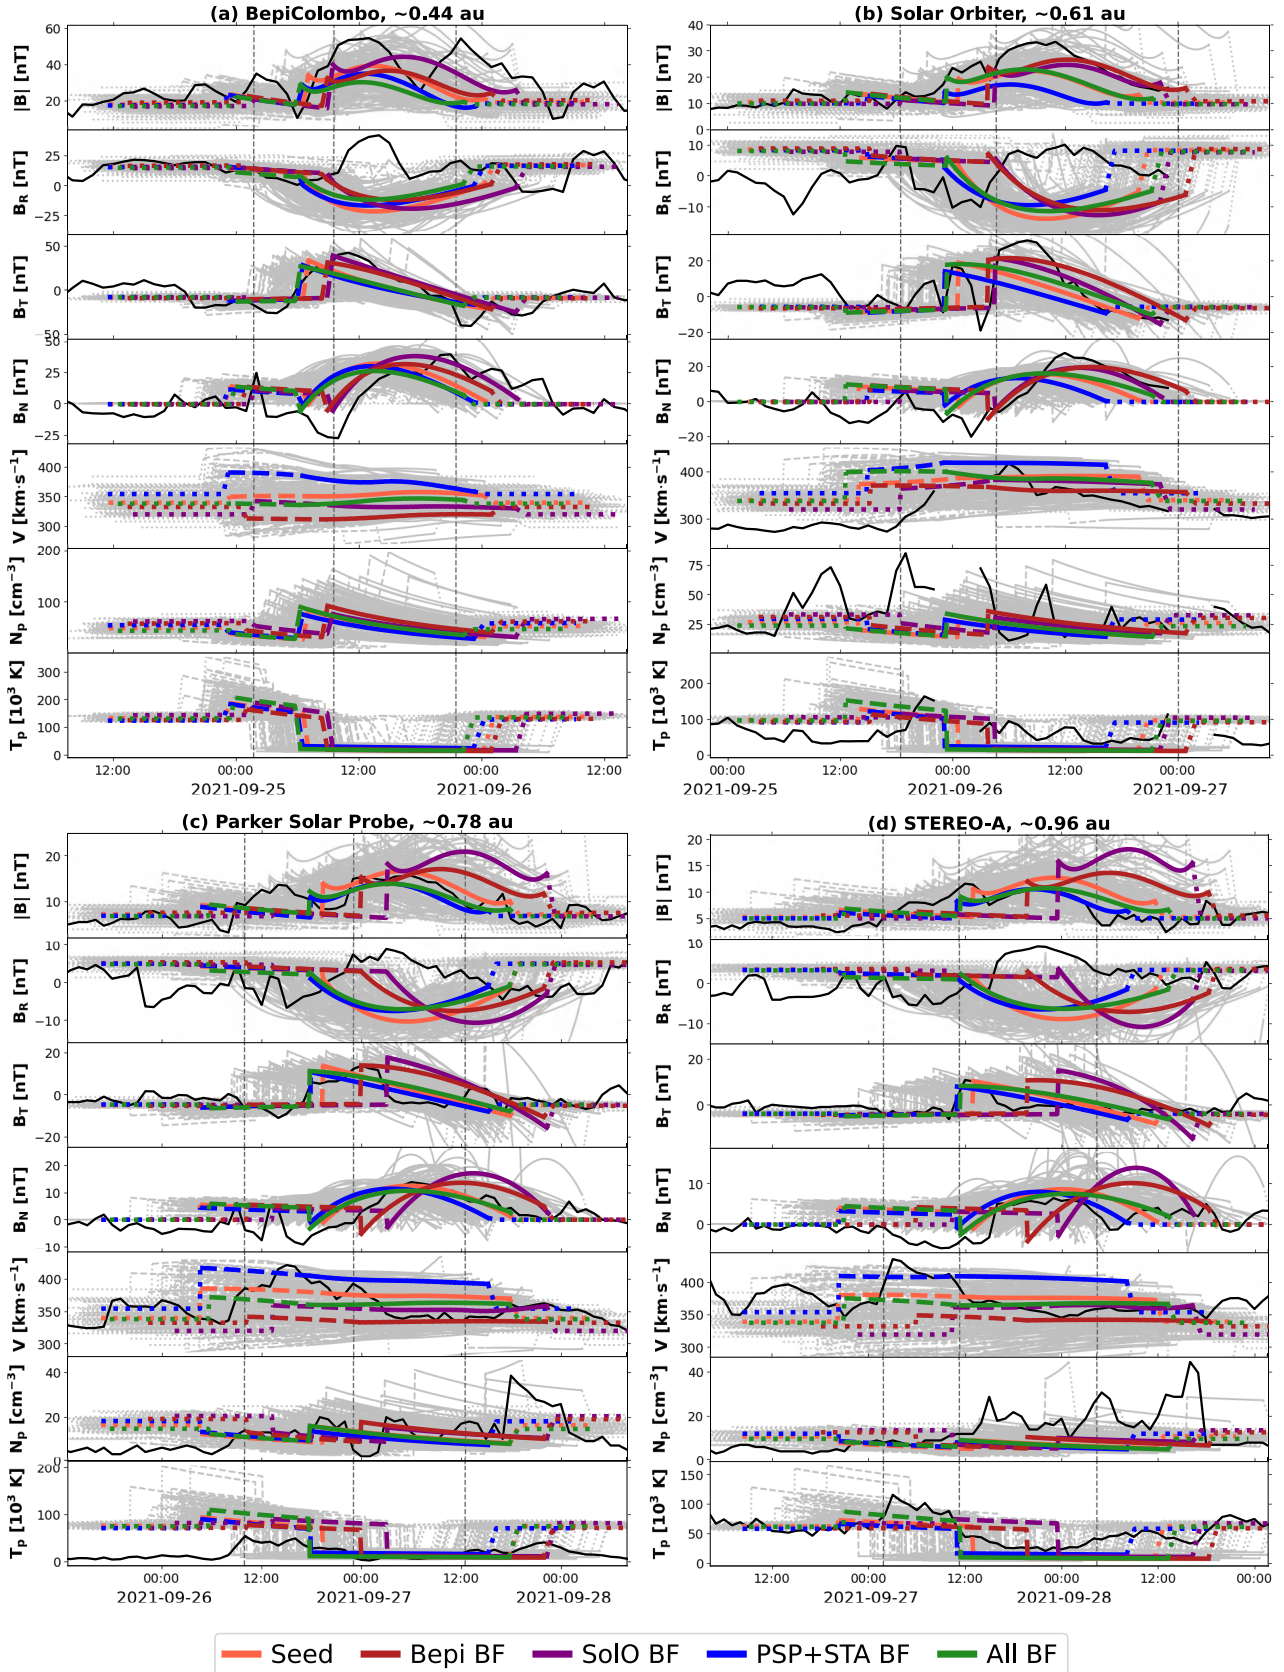 (a) BepiColombo, ~0.44 au
|B| [nT]
60
40
20
B_R [nT]
25
0
−25
B_T [nT]
50
0
−50
B_N [nT]
50
25
0
−25
V [km·s⁻¹]
400
350
300
N_p [cm⁻³]
200
100
T_p [10³ K]
300
200
100
0
12:00 00:00 12:00 00:00 12:00
2021-09-25 2021-09-26
(b) Solar Orbiter, ~0.61 au
|B| [nT]
40
30
20
10
0
B_R [nT]
10
0
−10
B_T [nT]
20
0
−20
B_N [nT]
20
0
−20
V [km·s⁻¹]
400
300
N_p [cm⁻³]
75
50
25
T_p [10³ K]
200
100
0
00:00 12:00 00:00 12:00 00:00
2021-09-25 2021-09-26 2021-09-27
(c) Parker Solar Probe, ~0.78 au
|B| [nT]
20
10
B_R [nT]
10
0
−10
B_T [nT]
20
0
−20
B_N [nT]
20
10
0
10
V [km·s⁻¹]
400
350
300
N_p [cm⁻³]
40
20
0
T_p [10³ K]
200
100
0
00:00 12:00 00:00 12:00 00:00
2021-09-26 2021-09-27 2021-09-28
(d) STEREO-A, ~0.96 au
|B| [nT]
20
15
10
5
B_R [nT]
10
0
−10
B_T [nT]
20
0
B_N [nT]
10
0
V [km·s⁻¹]
400
350
300
N_p [cm⁻³]
40
20
0
T_p [10³ K]
150
100
50
0
12:00 00:00 12:00 00:00 12:00 00:00
2021-09-27 2021-09-28
Seed Bepi BF SolO BF PSP+STA BF All BF